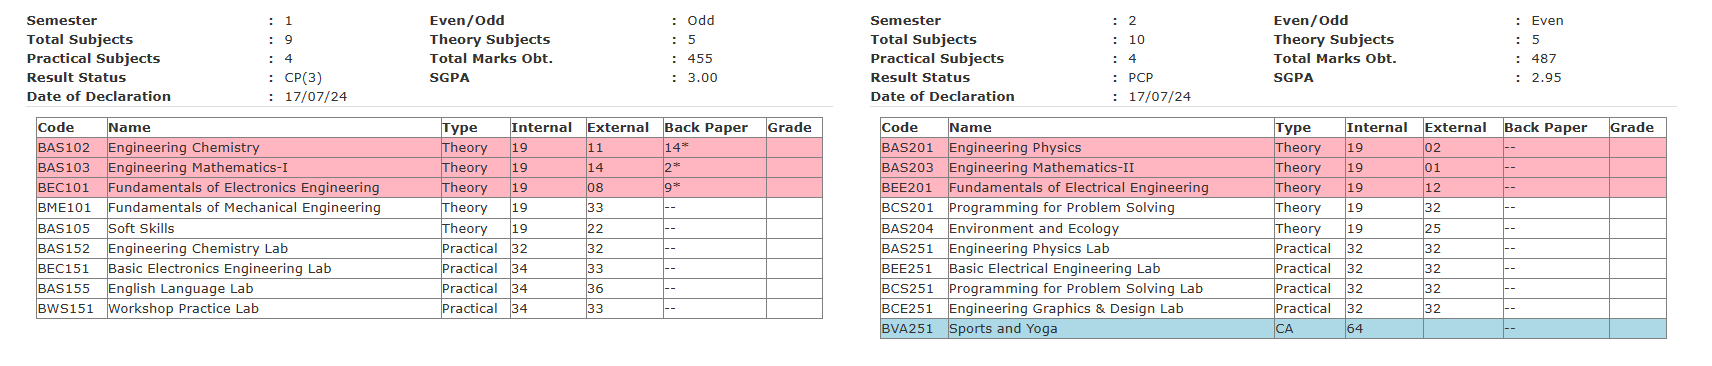 Semester : 1 Even/Odd : Odd
Total Subjects : 9 Theory Subjects : 5
Practical Subjects : 4 Total Marks Obt. : 455
Result Status : CP(3) SGPA : 3.00
Date of Declaration : 17/07/24
Code Name Type Internal External Back Paper Grade
BAS102 Engineering Chemistry Theory 19 11 14*
BAS103 Engineering Mathematics-I Theory 19 14 2*
BEC101 Fundamentals of Electronics Engineering Theory 19 08 9*
BME101 Fundamentals of Mechanical Engineering Theory 19 33 --
BAS105 Soft Skills Theory 19 22 --
BAS152 Engineering Chemistry Lab Practical 32 32 --
BEC151 Basic Electronics Engineering Lab Practical 34 33 --
BAS155 English Language Lab Practical 34 36 --
BWS151 Workshop Practice Lab Practical 34 33 --
Semester : 2 Even/Odd : Even
Total Subjects : 10 Theory Subjects : 5
Practical Subjects : 4 Total Marks Obt. : 487
Result Status : PCP SGPA : 2.95
Date of Declaration : 17/07/24
Code Name Type Internal External Back Paper Grade
BAS201 Engineering Physics Theory 19 02 --
BAS203 Engineering Mathematics-II Theory 19 01 --
BEE201 Fundamentals of Electrical Engineering Theory 19 12 --
BCS201 Programming for Problem Solving Theory 19 32 --
BAS204 Environment and Ecology Theory 19 25 --
BAS251 Engineering Physics Lab Practical 32 32 --
BEE251 Basic Electrical Engineering Lab Practical 32 32 --
BCS251 Programming for Problem Solving Lab Practical 32 32 --
BCE251 Engineering Graphics & Design Lab Practical 32 32 --
BVA251 Sports and Yoga CA 64 --